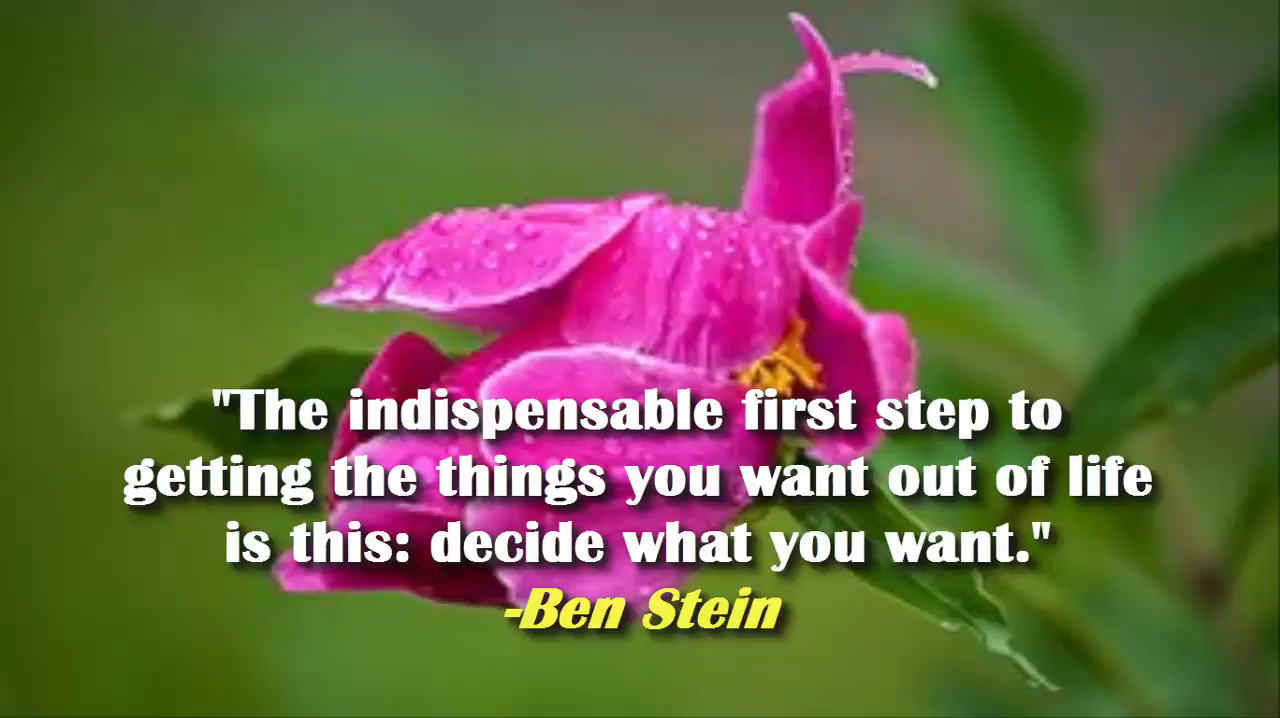 "The indispensable first step to
getting the things you want out of life
is this: decide what you want."
-Ben Stein